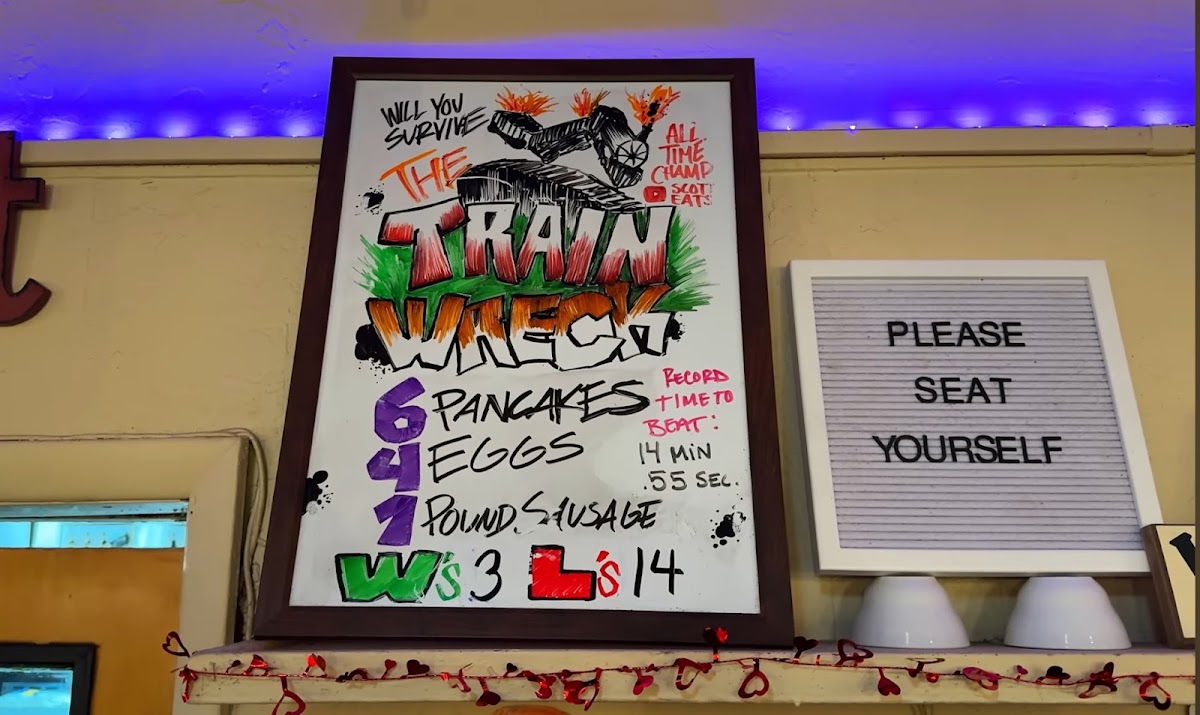 WILL YOU
SURVIVE
THE
TRAIN
WRECK
ALL
TIME
CHAMP
SCOTT
EATS
6 PANCAKES
4 EGGS
1 POUND. SAUSAGE
RECORD
TIME TO
BEAT:
14 MIN
.55 SEC.
W's 3 L's 14
PLEASE
SEAT
YOURSELF